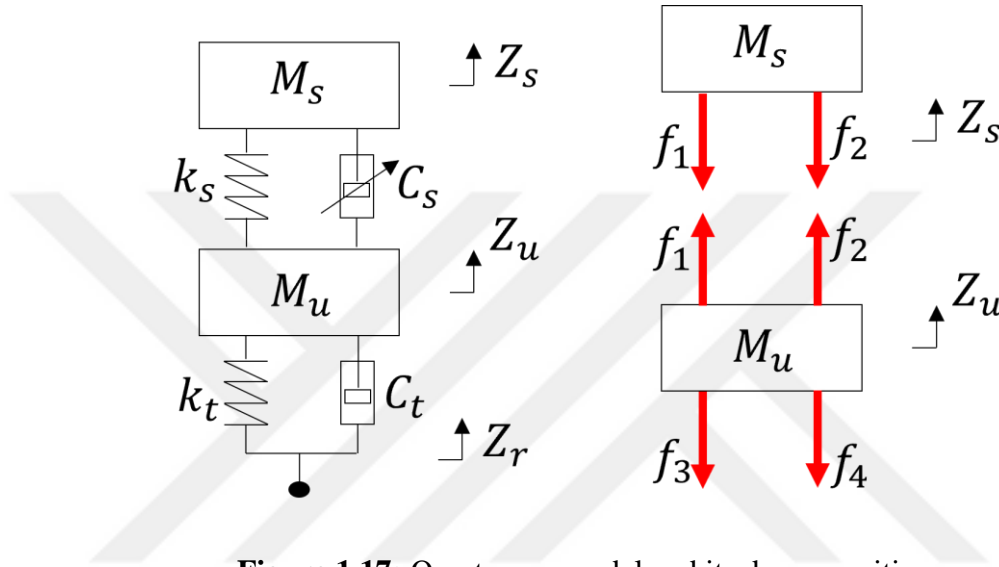 M_s
Z_s
k_s
C_s
Z_u
M_u
k_t
C_t
Z_r
M_s
Z_s
f_1
f_2
f_1
f_2
Z_u
M_u
f_3
f_4